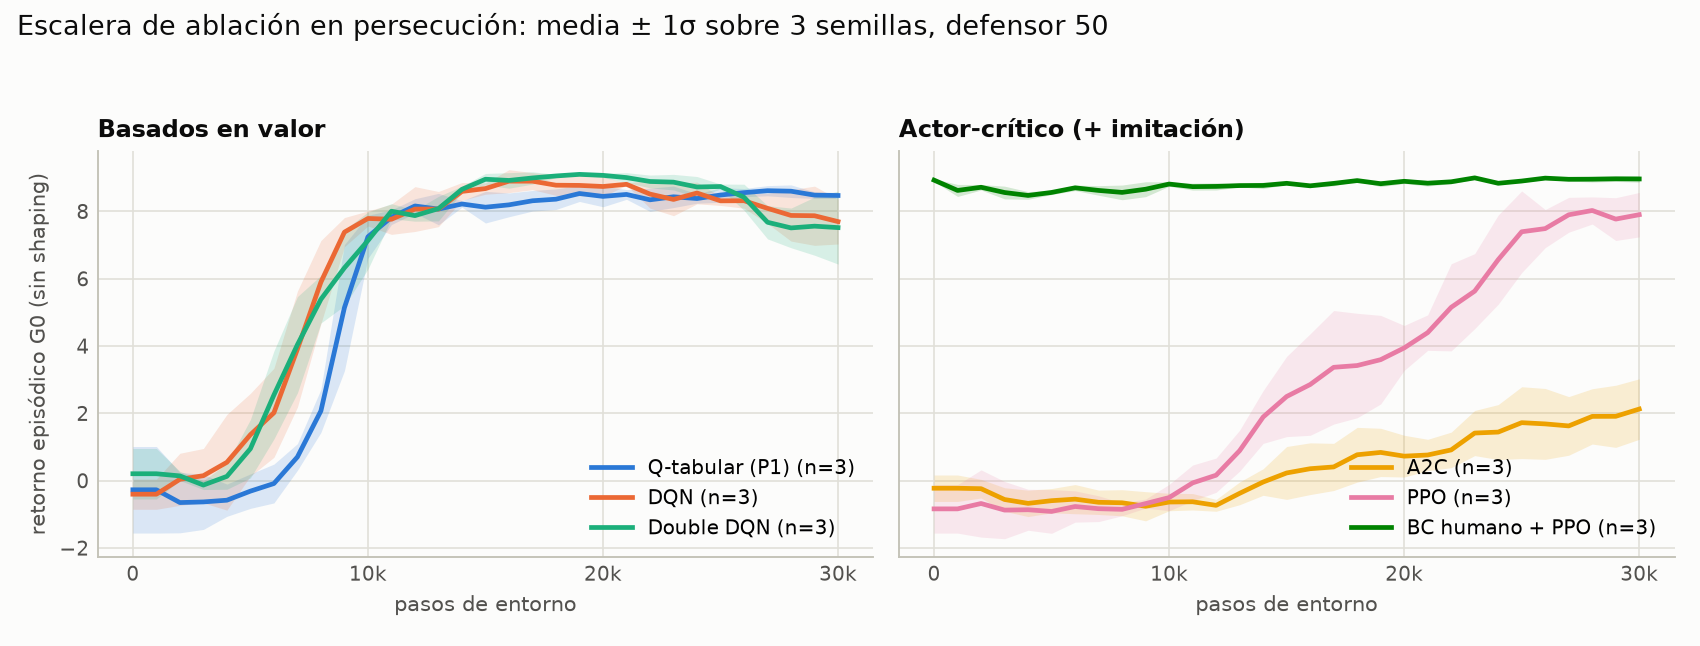 Escalera de ablación en persecución: media ± 1σ sobre 3 semillas, defensor 50
Basados en valor
retorno episódico G0 (sin shaping)
8
6
4
2
0
−2
Q-tabular (P1) (n=3)
DQN (n=3)
Double DQN (n=3)
0
10k
20k
30k
pasos de entorno
Actor-crítico (+ imitación)
A2C (n=3)
PPO (n=3)
BC humano + PPO (n=3)
0
10k
20k
30k
pasos de entorno